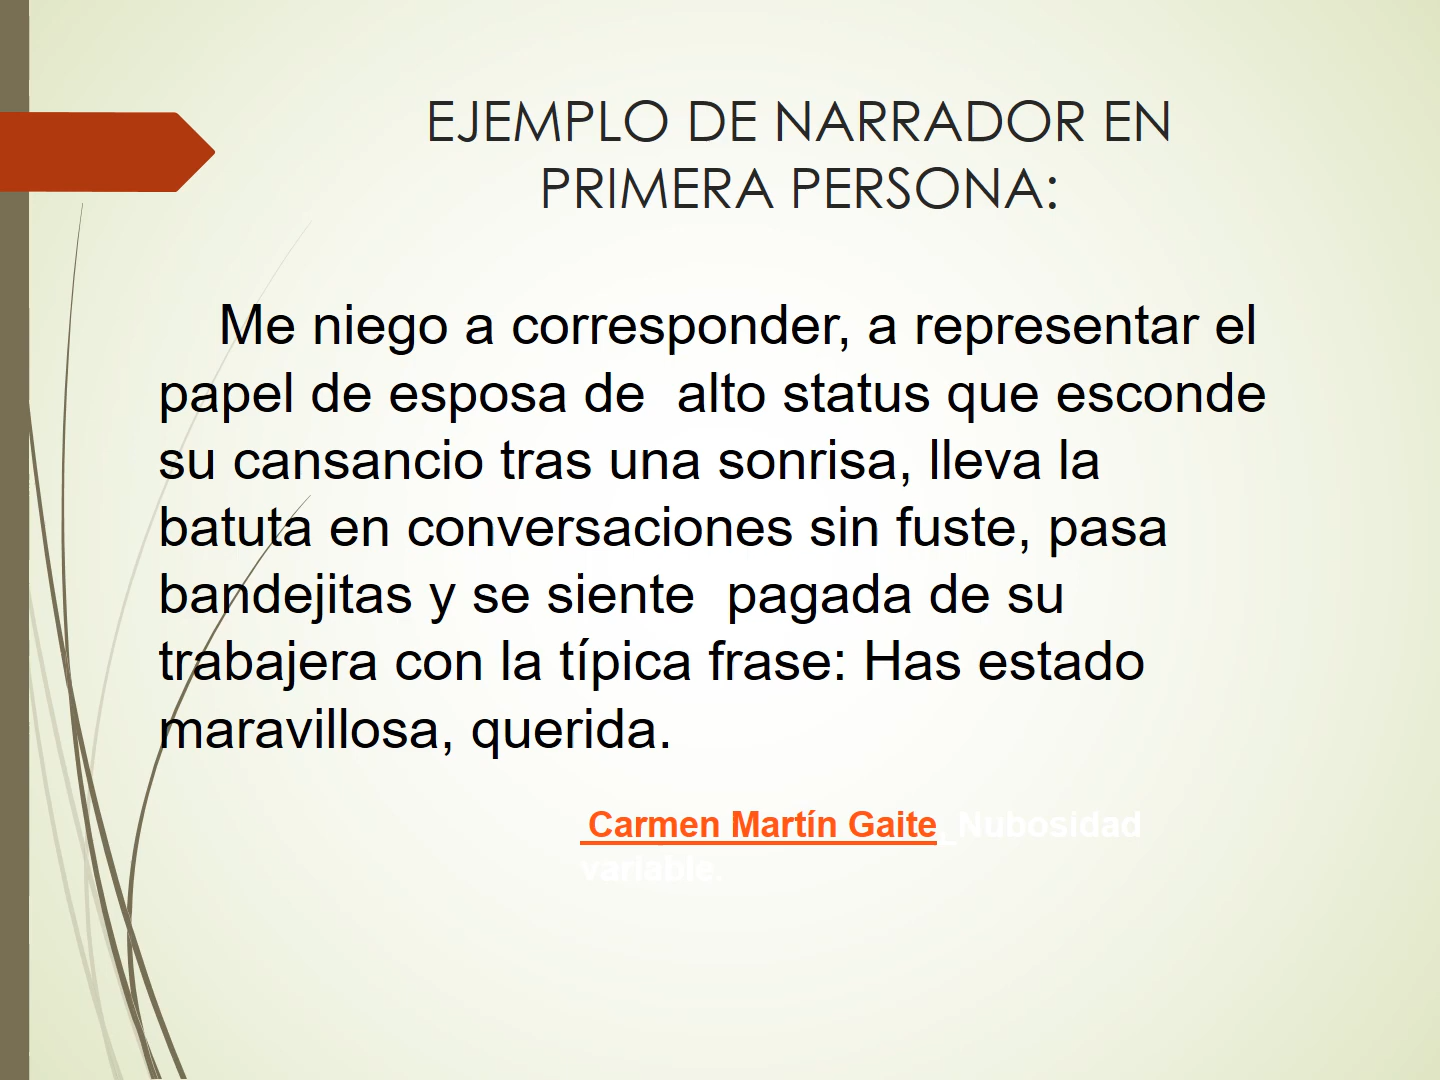 EJEMPLO DE NARRADOR EN
PRIMERA PERSONA:
Me niego a corresponder, a representar el
papel de esposa de  alto status que esconde
su cansancio tras una sonrisa, lleva la
batuta en conversaciones sin fuste, pasa
bandejitas y se siente  pagada de su
trabajera con la típica frase: Has estado
maravillosa, querida.
Carmen Martín Gaite, Nubosidad
variable.